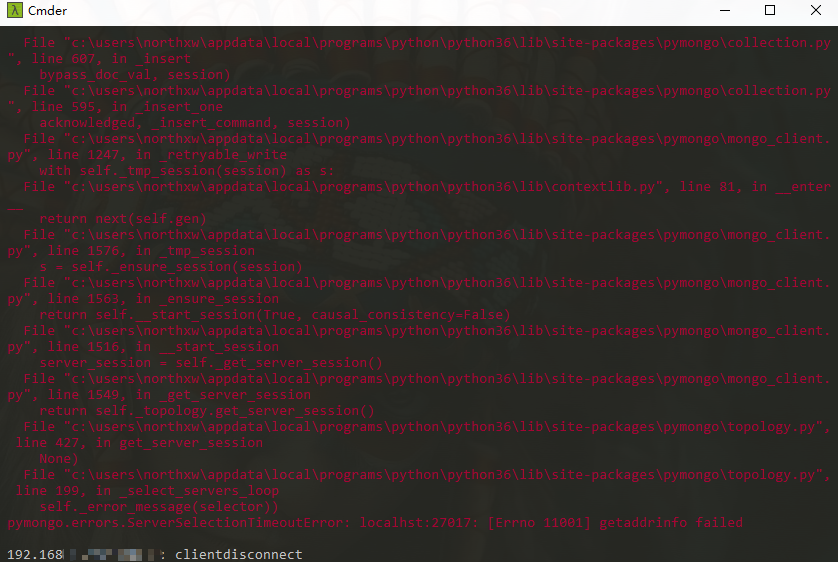 Cmder
File "c:\users\northxw\appdata\local\programs\python\python36\lib\site-packages\pymongo\collection.py
", line 607, in _insert
bypass_doc_val, session)
File "c:\users\northxw\appdata\local\programs\python\python36\lib\site-packages\pymongo\collection.py
", line 595, in _insert_one
acknowledged, _insert_command, session)
File "c:\users\northxw\appdata\local\programs\python\python36\lib\site-packages\pymongo\mongo_client.
py", line 1247, in _retryable_write
with self._tmp_session(session) as s:
File "c:\users\northxw\appdata\local\programs\python\python36\lib\contextlib.py", line 81, in __enter
__
return next(self.gen)
File "c:\users\northxw\appdata\local\programs\python\python36\lib\site-packages\pymongo\mongo_client.
py", line 1576, in _tmp_session
s = self._ensure_session(session)
File "c:\users\northxw\appdata\local\programs\python\python36\lib\site-packages\pymongo\mongo_client.
py", line 1563, in _ensure_session
return self.__start_session(True, causal_consistency=False)
File "c:\users\northxw\appdata\local\programs\python\python36\lib\site-packages\pymongo\mongo_client.
py", line 1516, in __start_session
server_session = self._get_server_session()
File "c:\users\northxw\appdata\local\programs\python\python36\lib\site-packages\pymongo\mongo_client.
py", line 1549, in _get_server_session
return self._topology.get_server_session()
File "c:\users\northxw\appdata\local\programs\python\python36\lib\site-packages\pymongo\topology.py",
line 427, in get_server_session
None)
File "c:\users\northxw\appdata\local\programs\python\python36\lib\site-packages\pymongo\topology.py",
line 199, in _select_servers_loop
self._error_message(selector))
pymongo.errors.ServerSelectionTimeoutError: localhst:27017: [Errno 11001] getaddrinfo failed
192.168 : clientdisconnect